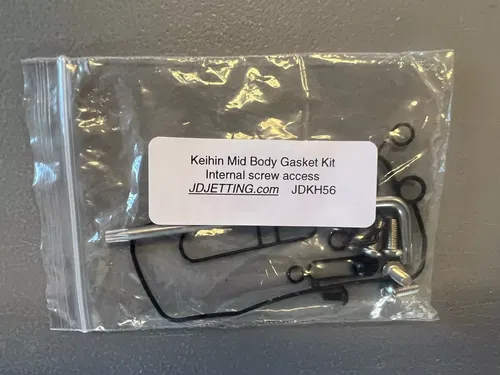 Keihin Mid Body Gasket Kit
Internal screw access
JDJETTING.com JDKH56